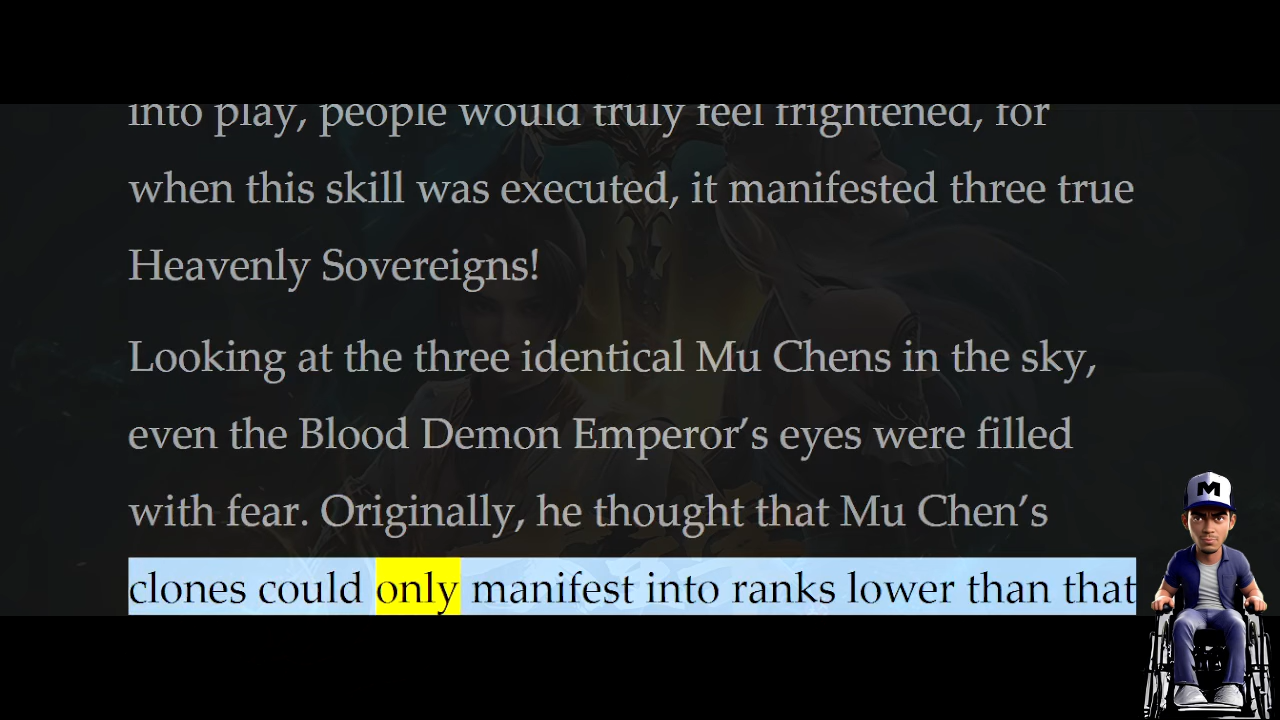 into play, people would truly feel frightened, for
when this skill was executed, it manifested three true
Heavenly Sovereigns!
Looking at the three identical Mu Chens in the sky,
even the Blood Demon Emperor’s eyes were filled
with fear. Originally, he thought that Mu Chen’s
clones could only manifest into ranks lower than that
M